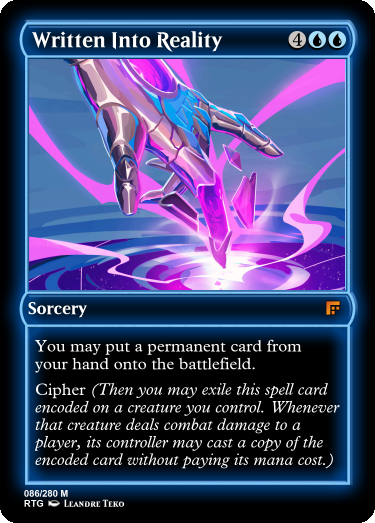 Written Into Reality 4
Sorcery
You may put a permanent card from
your hand onto the battlefield.
Cipher (Then you may exile this spell card
encoded on a creature you control. Whenever
that creature deals combat damage to a
player, its controller may cast a copy of the
encoded card without paying its mana cost.)
086/280 M
RTG Leandre Teko